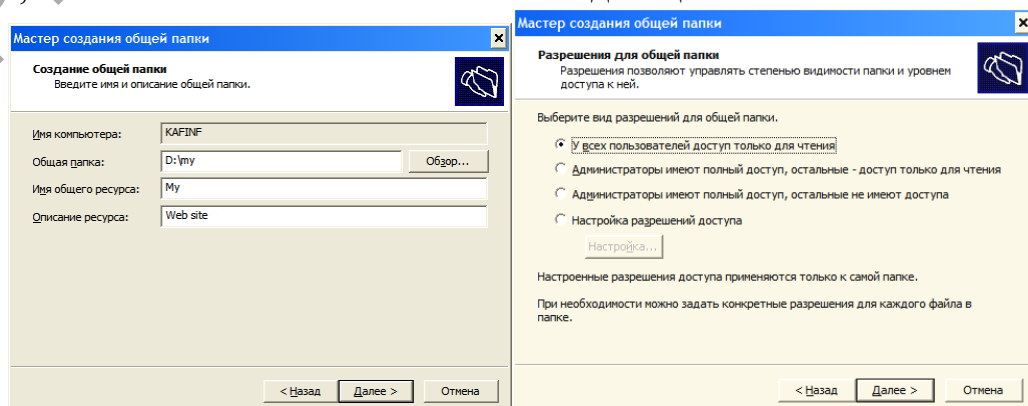 Мастер создания общей папки
Создание общей папки
Введите имя и описание общей папки.
Имя компьютера: KAFINF
Общая папка: D:\my Обзор...
Имя общего ресурса: My
Описание ресурса: Web site
< Назад Далее > Отмена
Мастер создания общей папки
Разрешения для общей папки
Разрешения позволяют управлять степенью видимости папки и уровнем
доступа к ней.
Выберите вид разрешений для общей папки.
У всех пользователей доступ только для чтения
Администраторы имеют полный доступ, остальные - доступ только для чтения
Администраторы имеют полный доступ, остальные не имеют доступа
Настройка разрешений доступа
Настройка...
Настроенные разрешения доступа применяются только к самой папке.
При необходимости можно задать конкретные разрешения для каждого файла в
папке.
< Назад Далее > Отмена